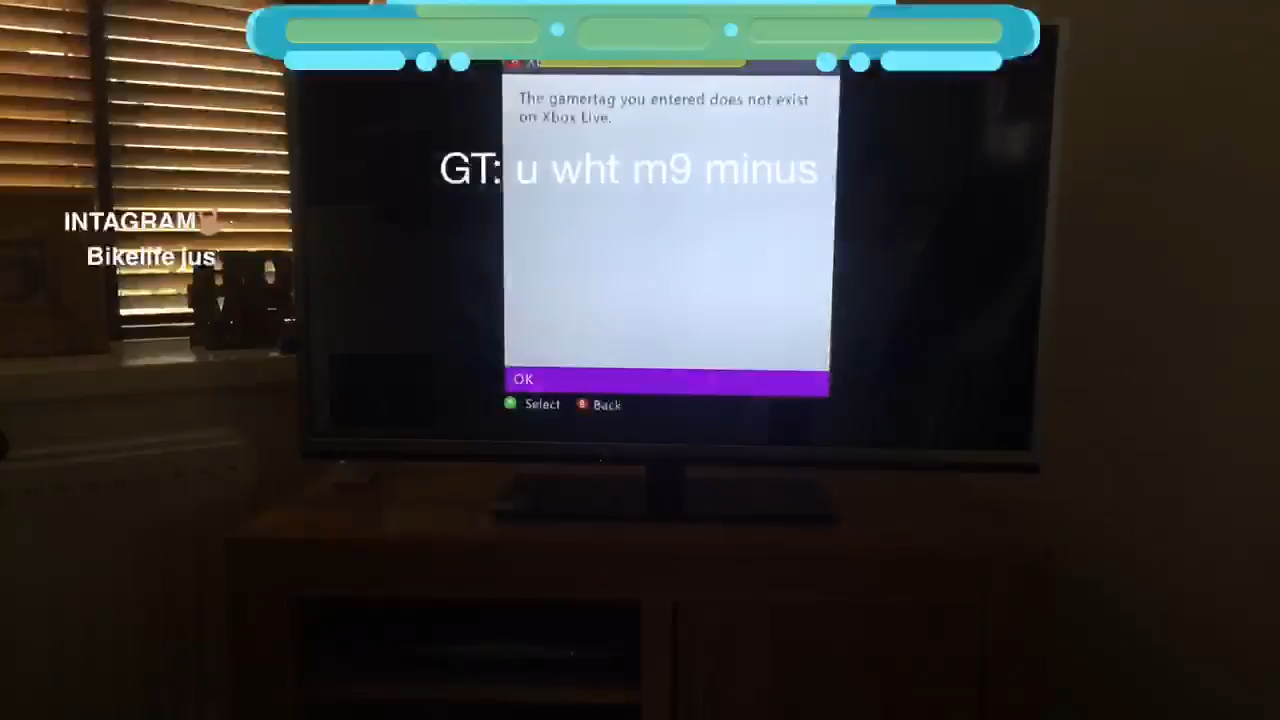 The gamertag you entered does not exist
on Xbox Live.
GT: u wht m9 minus
INTAGRAM
Bikelife jus
OK
Select Back